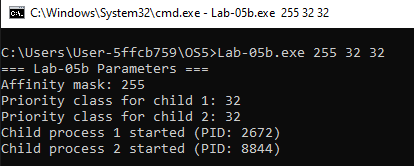 C:\Windows\System32\cmd.exe - Lab-05b.exe 255 32 32
C:\Users\User-5ffcb759\OS5>Lab-05b.exe 255 32 32
=== Lab-05b Parameters ===
Affinity mask: 255
Priority class for child 1: 32
Priority class for child 2: 32
Child process 1 started (PID: 2672)
Child process 2 started (PID: 8844)